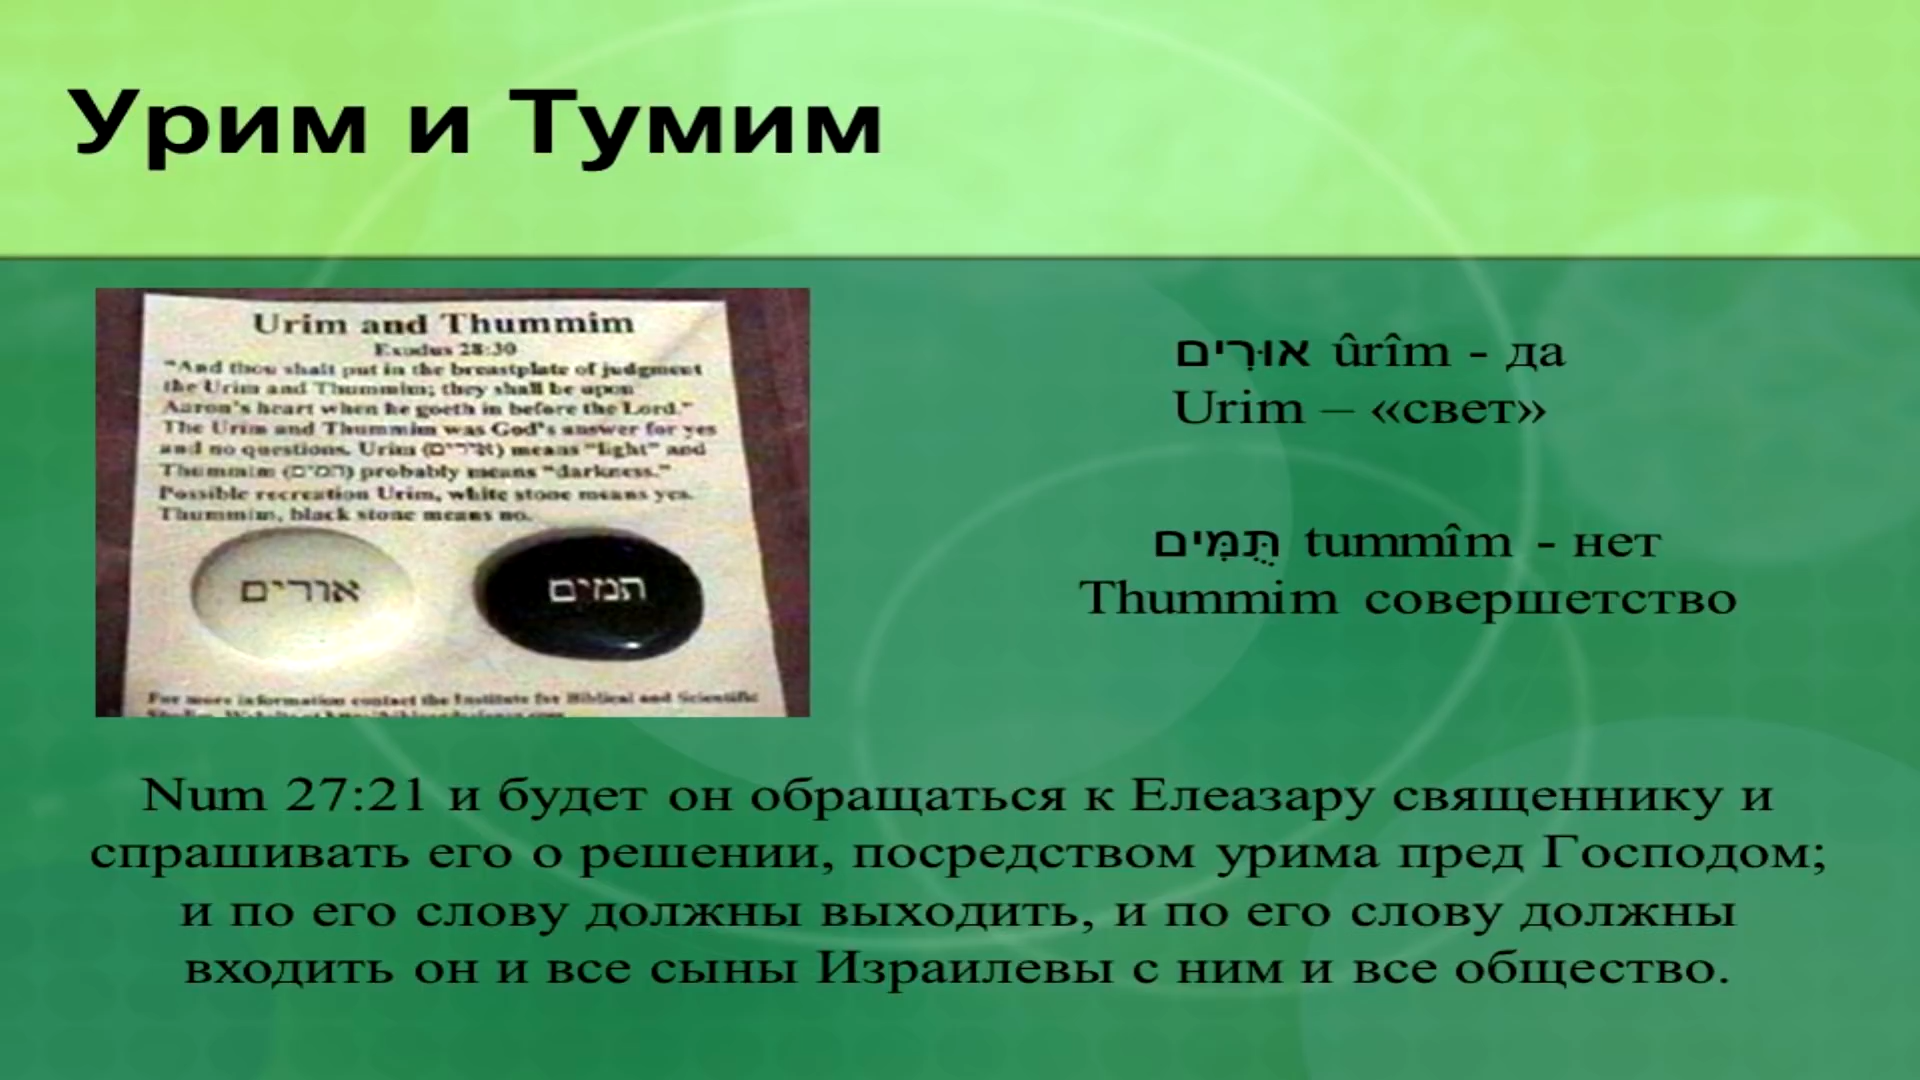 Урим и Тумим
Urim and Thummim
Exodus 28:30
"And thou shalt put in the breastplate of judgment
the Urim and Thummim; they shall be upon
Aaron's heart when he goeth in before the Lord."
The Urim and Thummim was God's answer for yes
and no questions. Urim (אורים) means "light" and
Thummim (תמים) probably means "darkness."
Possible recreation Urim, white stone means yes.
Thummim, black stone means no.
אורים
תמים
For more information contact the Institute for Biblical and Scientific
אוּרִים ûrîm - да
Urim – «свет»
תֻּמִּים tummîm - нет
Thummim совершетство
Num 27:21 и будет он обращаться к Елеазару священнику и
спрашивать его о решении, посредством урима пред Господом;
и по его слову должны выходить, и по его слову должны
входить он и все сыны Израилевы с ним и все общество.